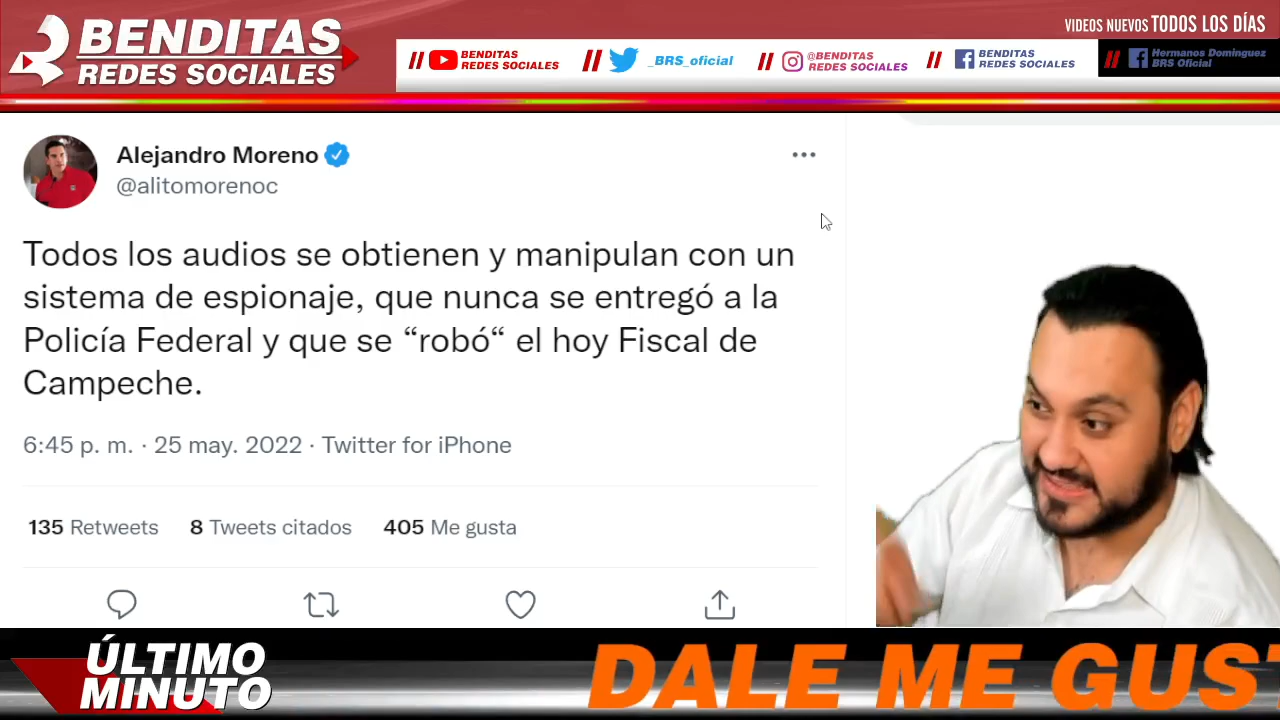 BENDITAS
REDES SOCIALES
VIDEOS NUEVOS TODOS LOS DÍAS
// BENDITAS
REDES SOCIALES
// _BRS_oficial
// @BENDITAS
REDES SOCIALES
// BENDITAS
REDES SOCIALES
// Hermanos Dominguez
BRS Oficial
Alejandro Moreno
@alitomorenoc
Todos los audios se obtienen y manipulan con un
sistema de espionaje, que nunca se entregó a la
Policía Federal y que se “robó“ el hoy Fiscal de
Campeche.
6:45 p. m. · 25 may. 2022 · Twitter for iPhone
135 Retweets 8 Tweets citados 405 Me gusta
ÚLTIMO
MINUTO
DALE ME GUS